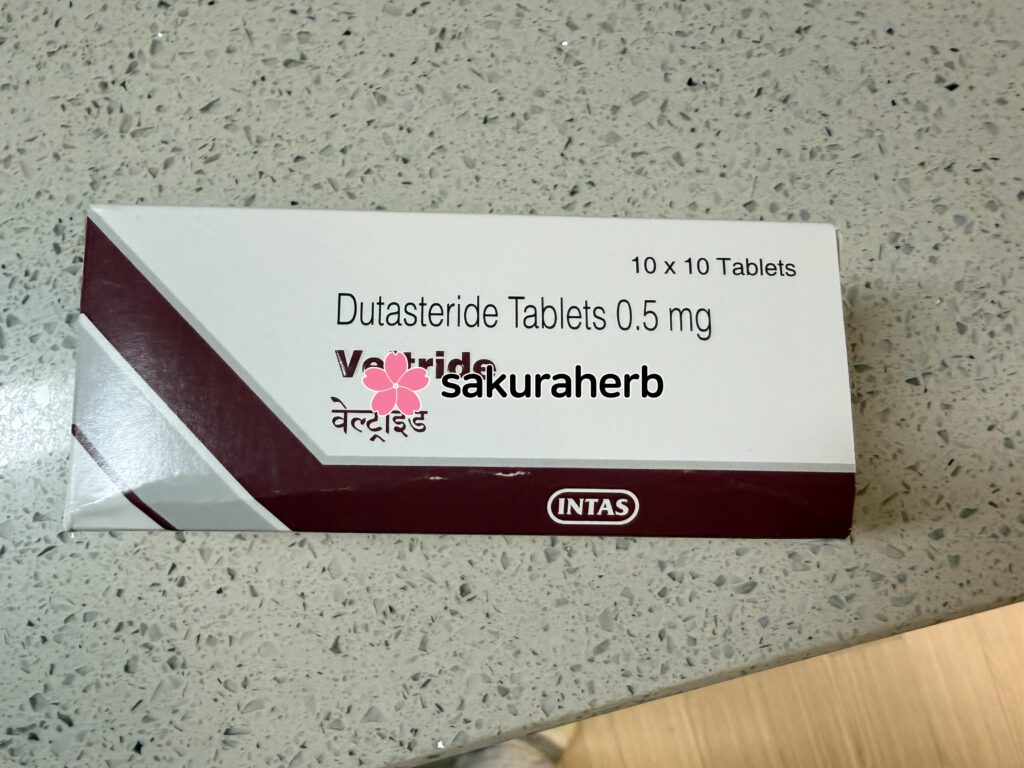 10 x 10 Tablets
Dutasteride Tablets 0.5 mg
sakuraherb
वेल्ट्राइड
INTAS